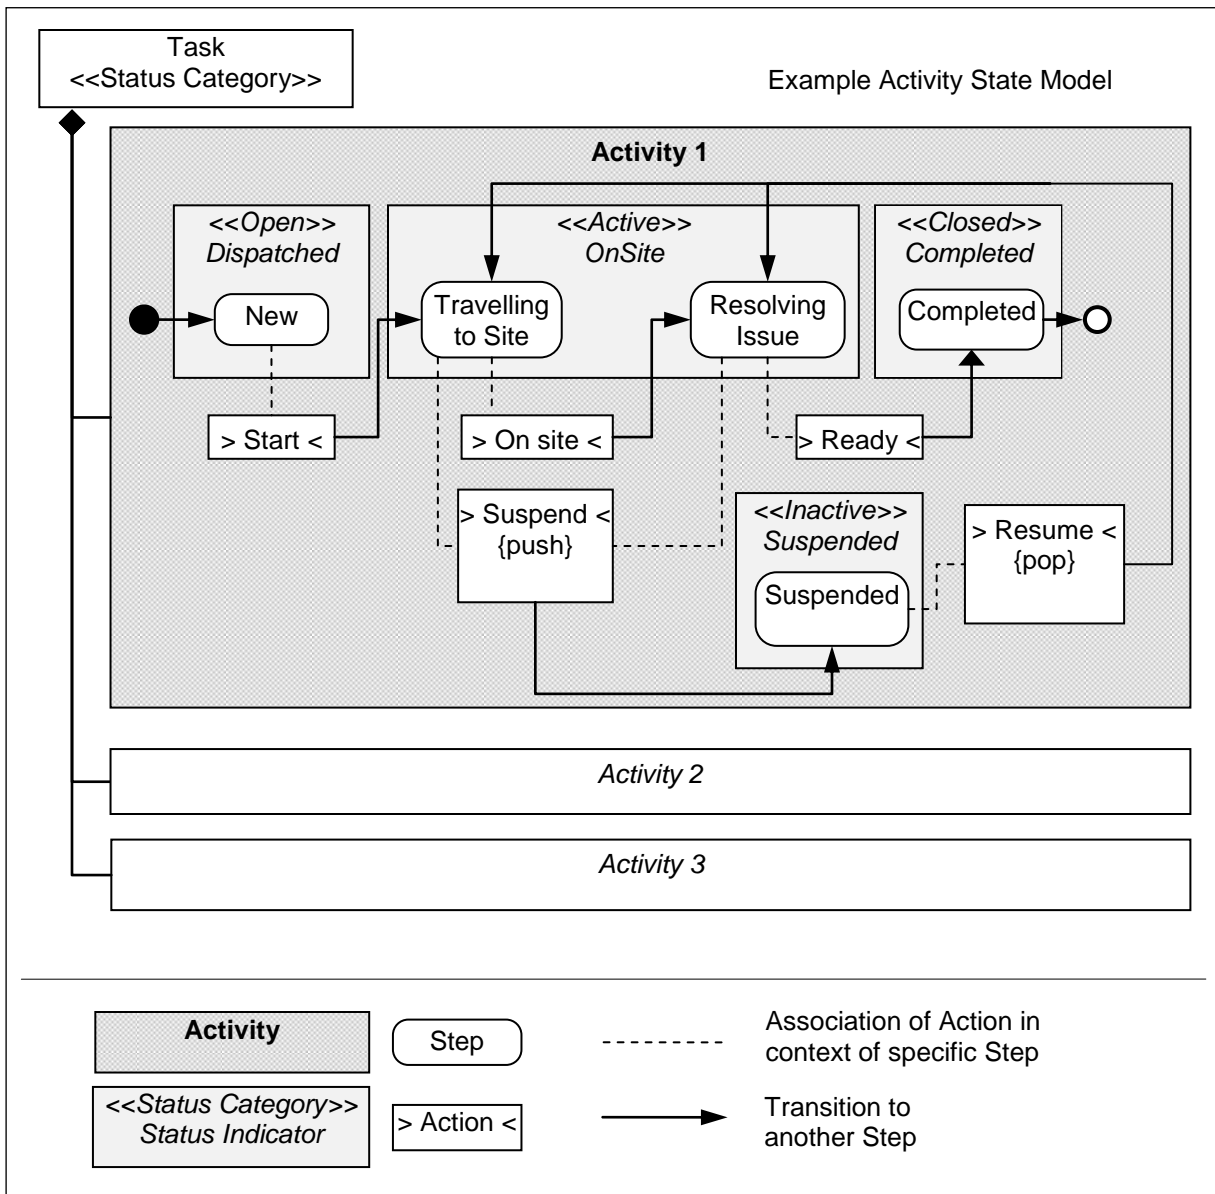 Task
<<Status Category>>
Example Activity State Model
Activity 1
<<Open>>
Dispatched
<<Active>>
OnSite
<<Closed>>
Completed
New
Travelling
to Site
Resolving
Issue
Completed
> Start <
> On site <
> Ready <
> Suspend <
{push}
<<Inactive>>
Suspended
Suspended
> Resume <
{pop}
Activity 2
Activity 3
Activity
Step
Association of Action in
context of specific Step
<<Status Category>>
Status Indicator
> Action <
Transition to
another Step